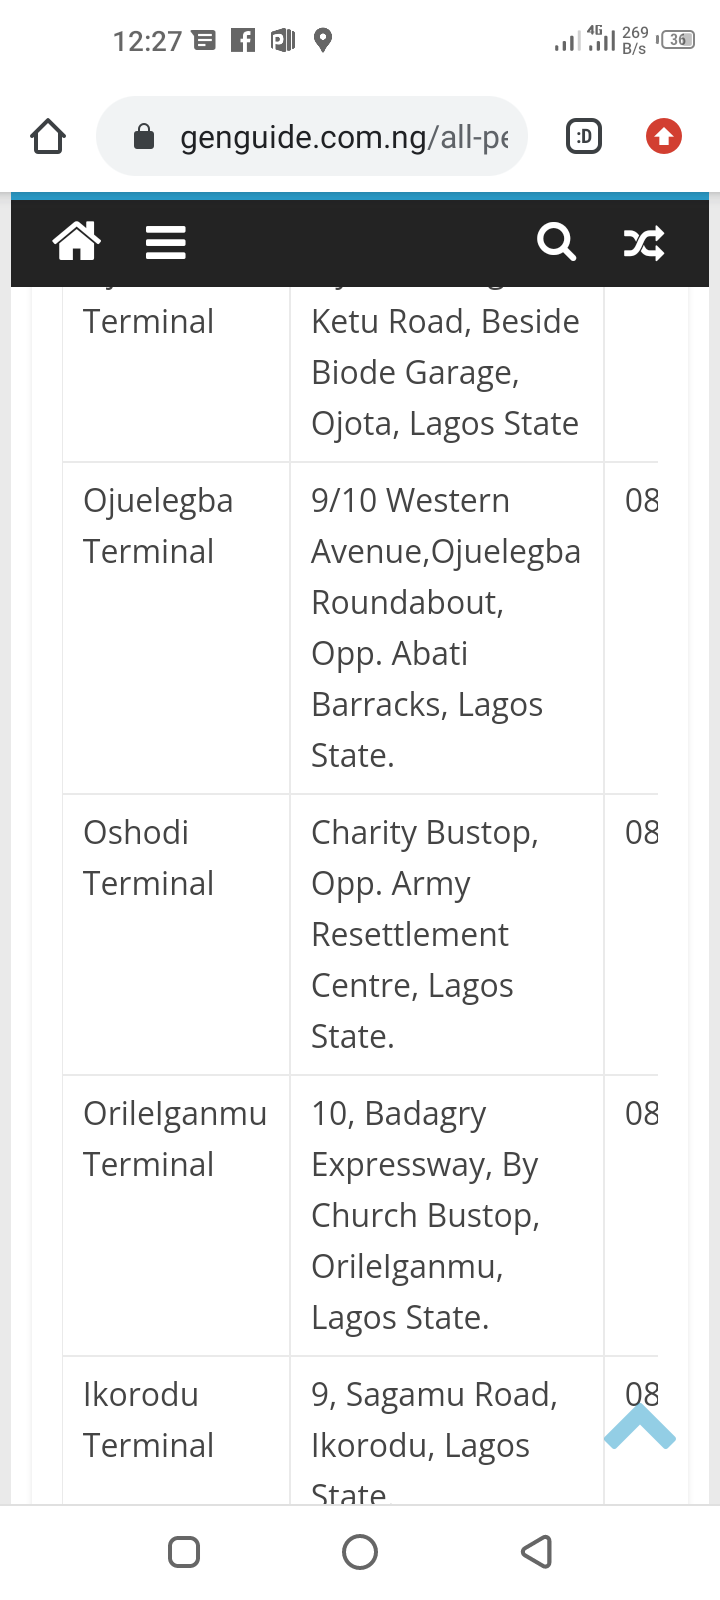 12:27
4G
269
B/s
36
genguide.com.ng/all-pe
:D
Terminal
Ketu Road, Beside
Biode Garage,
Ojota, Lagos State
Ojuelegba
Terminal
9/10 Western
Avenue,Ojuelegba
Roundabout,
Opp. Abati
Barracks, Lagos
State.
08
Oshodi
Terminal
Charity Bustop,
Opp. Army
Resettlement
Centre, Lagos
State.
08
OrileIganmu
Terminal
10, Badagry
Expressway, By
Church Bustop,
OrileIganmu,
Lagos State.
08
Ikorodu
Terminal
9, Sagamu Road,
Ikorodu, Lagos
State
08